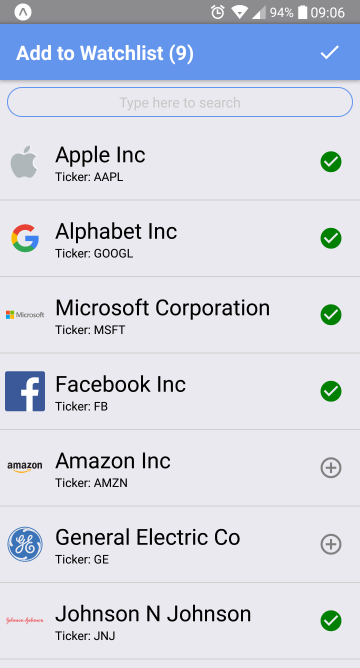 94% 09:06
Add to Watchlist (9)
Type here to search
Apple Inc
Ticker: AAPL
Alphabet Inc
Ticker: GOOGL
Microsoft
Microsoft Corporation
Ticker: MSFT
Facebook Inc
Ticker: FB
amazon
Amazon Inc
Ticker: AMZN
General Electric Co
Ticker: GE
Johnson & Johnson
Johnson N Johnson
Ticker: JNJ